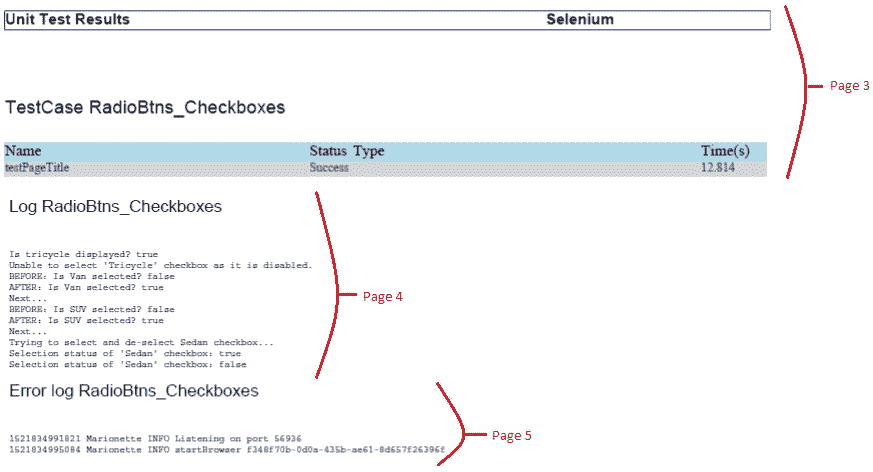 Unit Test Results Selenium
Page 3
TestCase RadioBtns_Checkboxes
Name Status Type Time(s)
testPageTitle Success 12.814
Log RadioBtns_Checkboxes
Is tricycle displayed? true
Unable to select 'Tricycle' checkbox as it is disabled.
BEFORE: Is Van selected? false
AFTER: Is Van selected? true
Next...
BEFORE: Is SUV selected? false
AFTER: Is SUV selected? true
Next...
Trying to select and de-select Sedan checkbox...
Selection status of 'Sedan' checkbox: true
Selection status of 'Sedan' checkbox: false
Page 4
Error log RadioBtns_Checkboxes
1521834991821 Marionette INFO Listening on port 56936
1521834995084 Marionette INFO startBrowser f348f70b-0d0a-435b-ae61-8d657f26396f
Page 5